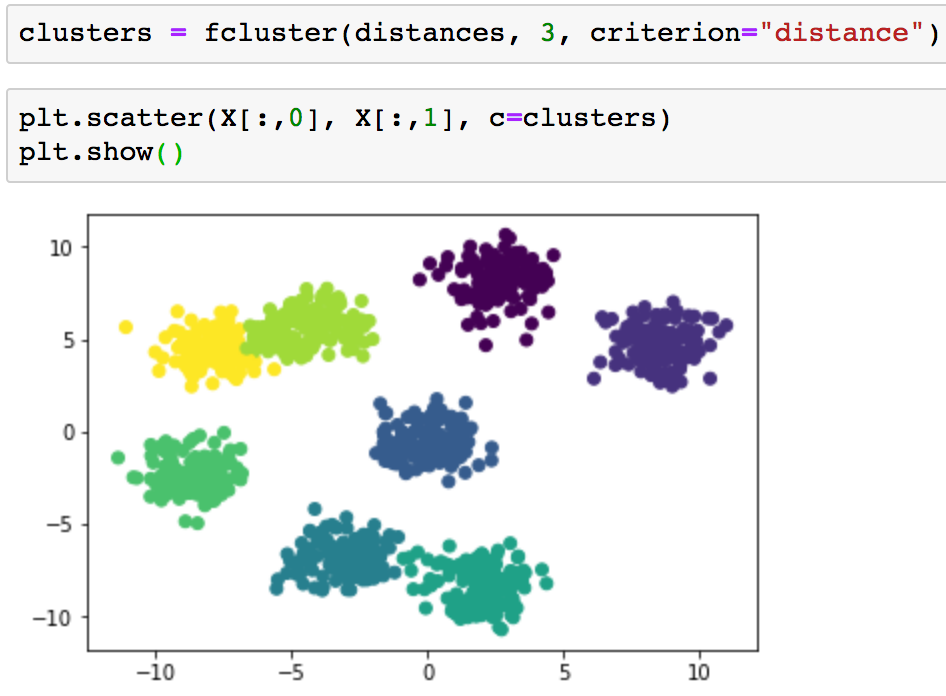 clusters = fcluster(distances, 3, criterion="distance")
plt.scatter(X[:,0], X[:,1], c=clusters)
plt.show()
10
5
0
−5
−10
−10 −5 0 5 10